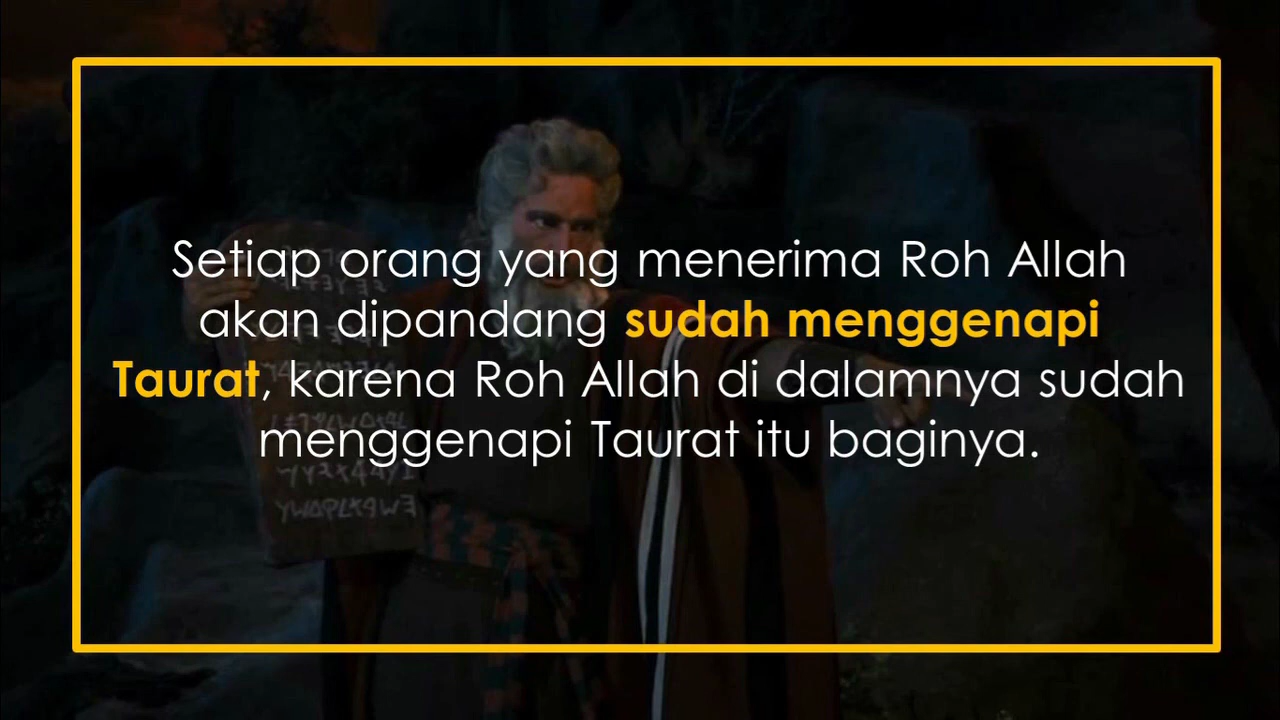 Setiap orang yang menerima Roh Allah
akan dipandang sudah menggenapi
Taurat, karena Roh Allah di dalamnya sudah
menggenapi Taurat itu baginya.